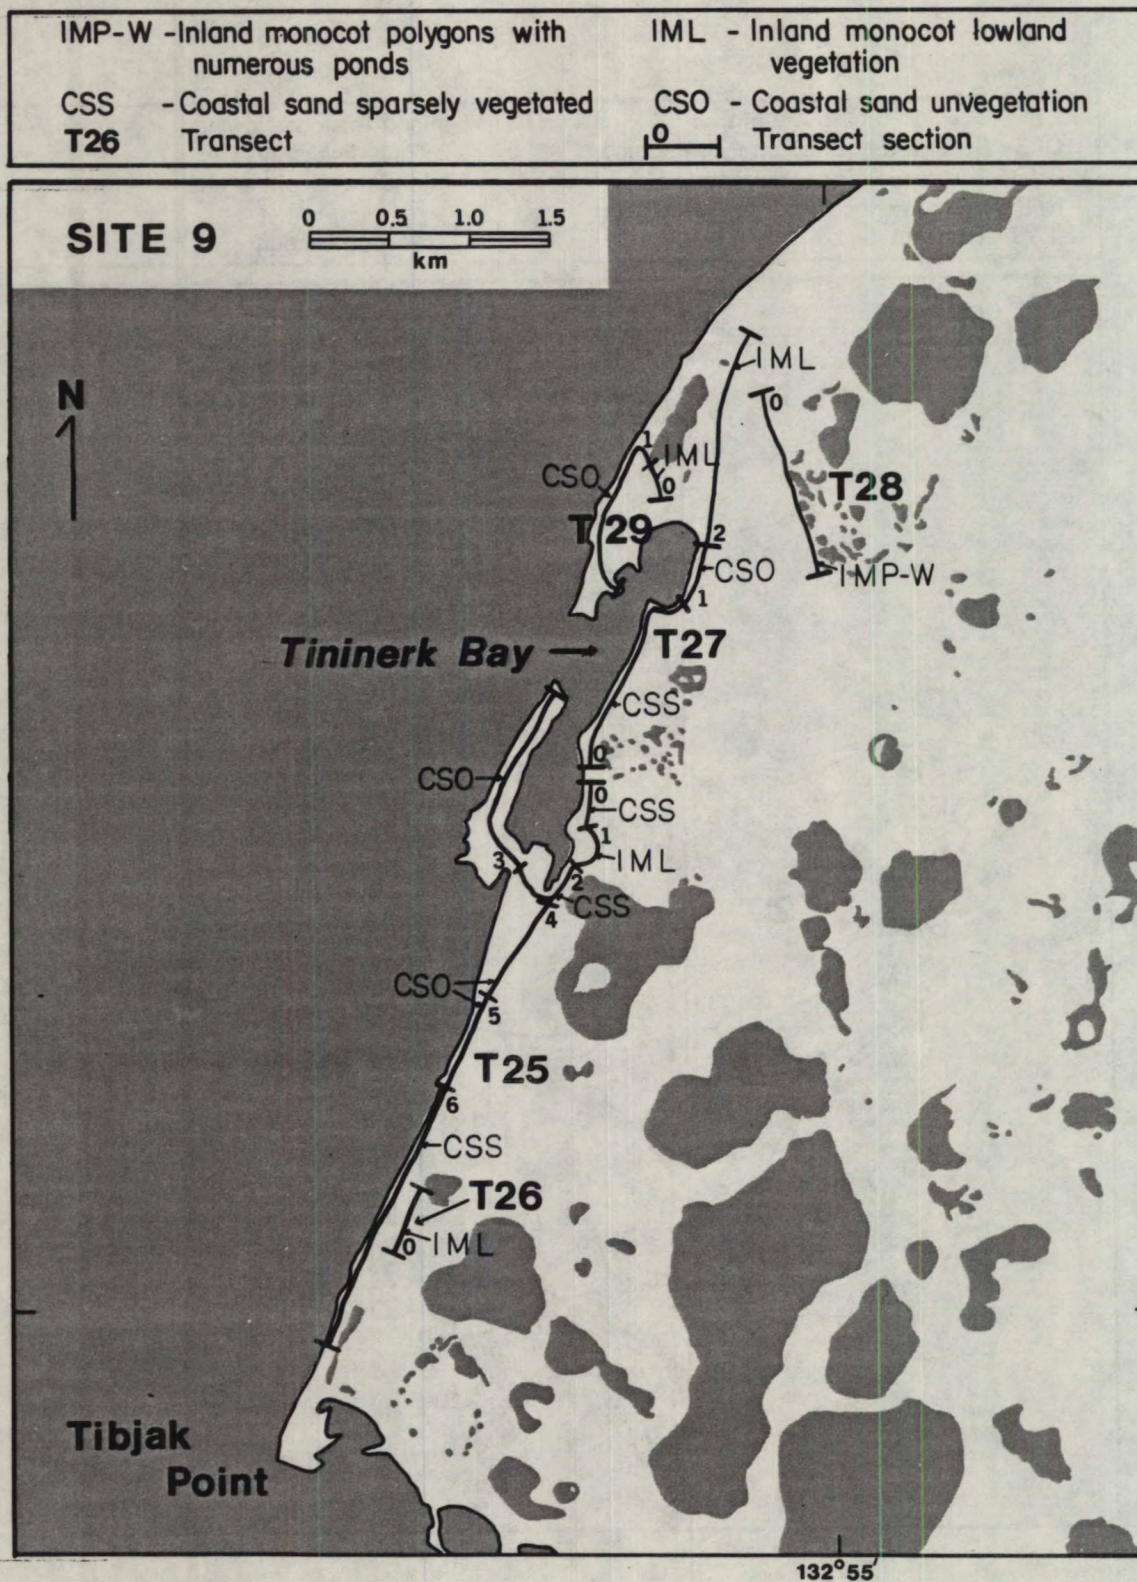 IMP-W -Inland monocot polygons with
numerous ponds
CSS -Coastal sand sparsely vegetated
T26 Transect
IML - Inland monocot lowland
vegetation
CSO - Coastal sand unvegetation
0 Transect section
SITE 9
0 0.5 1.0 1.5
km
N
IML
0
1
IML
CSO
0
T28
T29
2
CSO
IMP-W
1
T27
Tininerk Bay
CSS
0
CSO
0
CSS
1
IML
3
2
CSS
4
CSO
5
T25
6
CSS
T26
0 IML
Tibjak
Point
132°55′